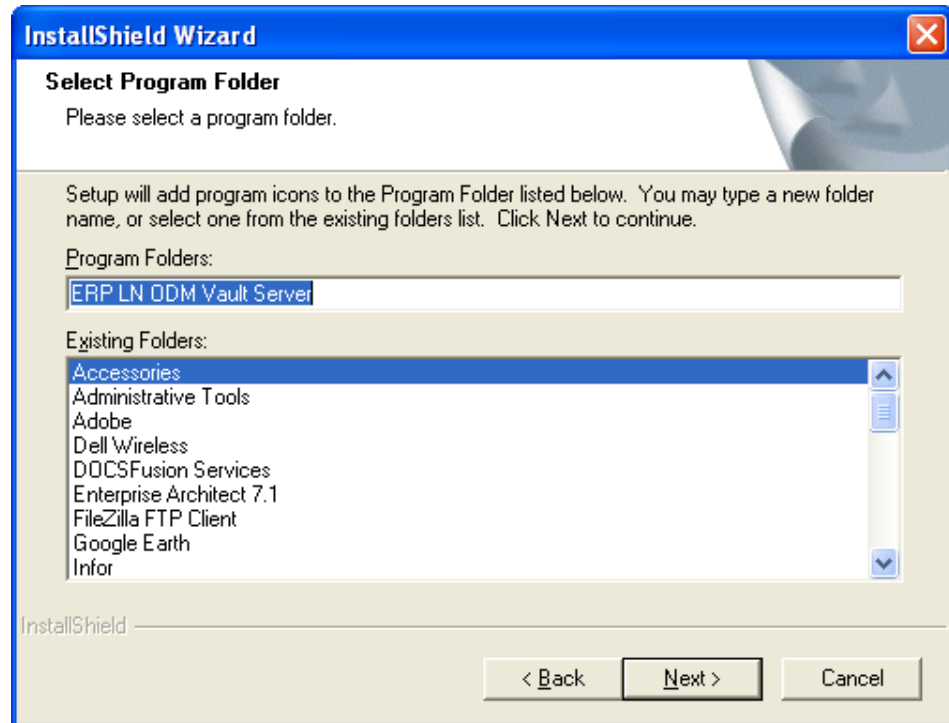 InstallShield Wizard
Select Program Folder
Please select a program folder.
Setup will add program icons to the Program Folder listed below. You may type a new folder
name, or select one from the existing folders list. Click Next to continue.
Program Folders:
ERP LN ODM Vault Server
Existing Folders:
Accessories
Administrative Tools
Adobe
Dell Wireless
DOCSFusion Services
Enterprise Architect 7.1
FileZilla FTP Client
Google Earth
Infor
InstallShield
< Back
Next >
Cancel